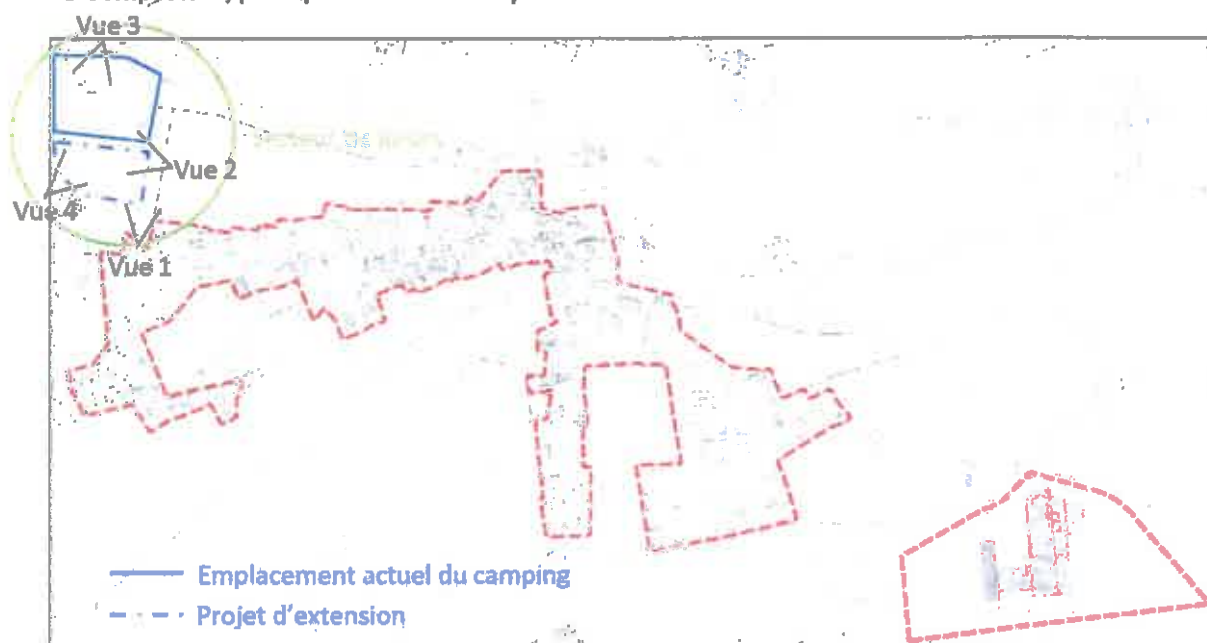 Vue 3
Vue 2
Vue 4
Vue 1
Emplacement actuel du camping
Projet d'extension